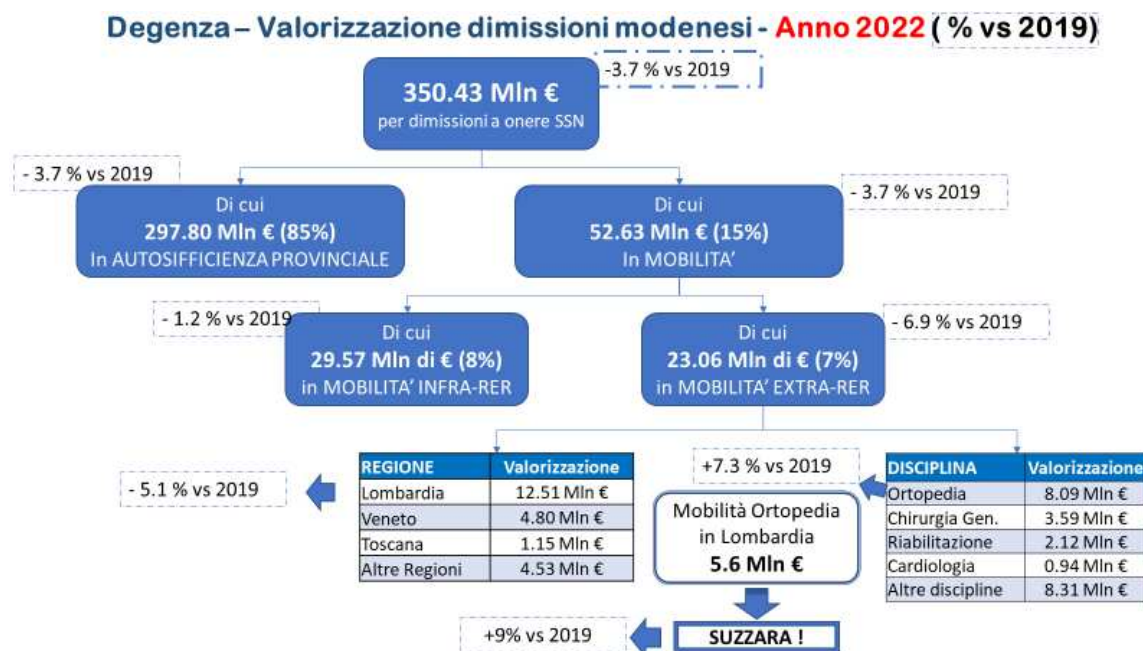 Degenza – Valorizzazione dimissioni modenesi - Anno 2022 ( % vs 2019)
-3.7 % vs 2019
350.43 Mln €
per dimissioni a onere SSN
- 3.7 % vs 2019
Di cui
297.80 Mln € (85%)
In AUTOSIFFICIENZA PROVINCIALE
- 3.7 % vs 2019
Di cui
52.63 Mln € (15%)
In MOBILITA’
- 1.2 % vs 2019
Di cui
29.57 Mln di € (8%)
in MOBILITA’ INFRA-RER
- 6.9 % vs 2019
Di cui
23.06 Mln di € (7%)
in MOBILITA’ EXTRA-RER
- 5.1 % vs 2019
REGIONE Valorizzazione
Lombardia 12.51 Mln €
Veneto 4.80 Mln €
Toscana 1.15 Mln €
Altre Regioni 4.53 Mln €
+7.3 % vs 2019
Mobilità Ortopedia
in Lombardia
5.6 Mln €
DISCIPLINA Valorizzazione
Ortopedia 8.09 Mln €
Chirurgia Gen. 3.59 Mln €
Riabilitazione 2.12 Mln €
Cardiologia 0.94 Mln €
Altre discipline 8.31 Mln €
+9% vs 2019
SUZZARA !